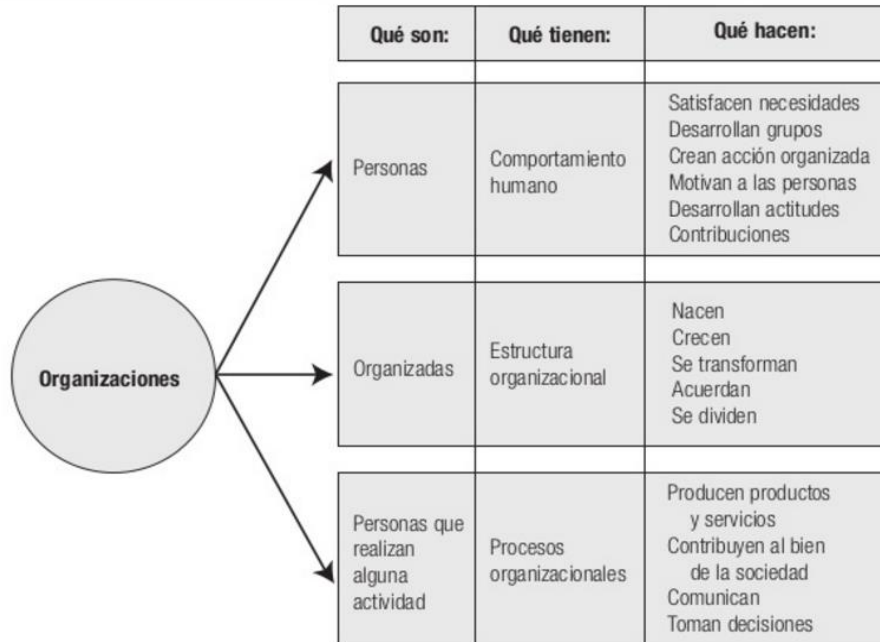 Qué son:
Qué tienen:
Qué hacen:
Personas
Comportamiento
humano
Satisfacen necesidades
Desarrollan grupos
Crean acción organizada
Motivan a las personas
Desarrollan actitudes
Contribuciones
Organizaciones
Organizadas
Estructura
organizacional
Nacen
Crecen
Se transforman
Acuerdan
Se dividen
Personas que
realizan
alguna
actividad
Procesos
organizacionales
Producen productos
y servicios
Contribuyen al bien
de la sociedad
Comunican
Toman decisiones